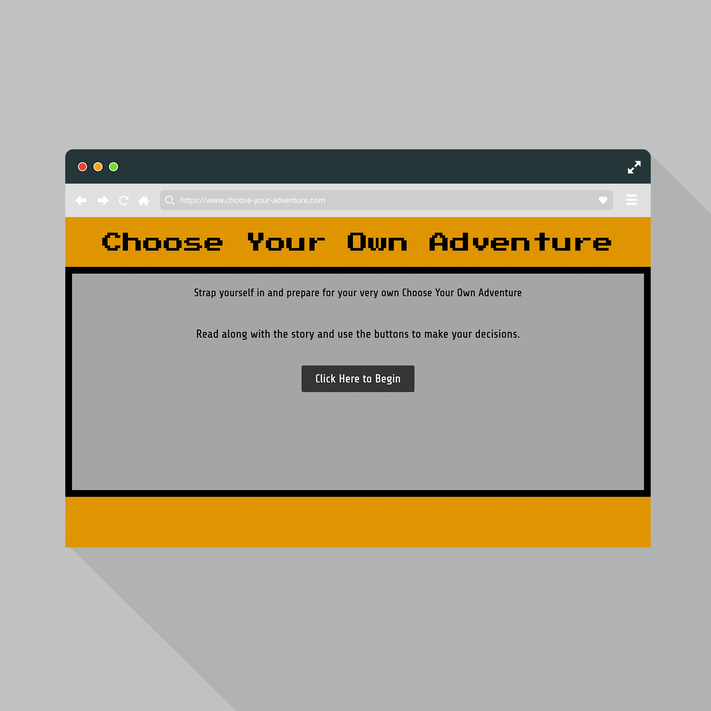 https://www.choose-your-adventure.com
Choose Your Own Adventure
Strap yourself in and prepare for your very own Choose Your Own Adventure
Read along with the story and use the buttons to make your decisions.
Click Here to Begin